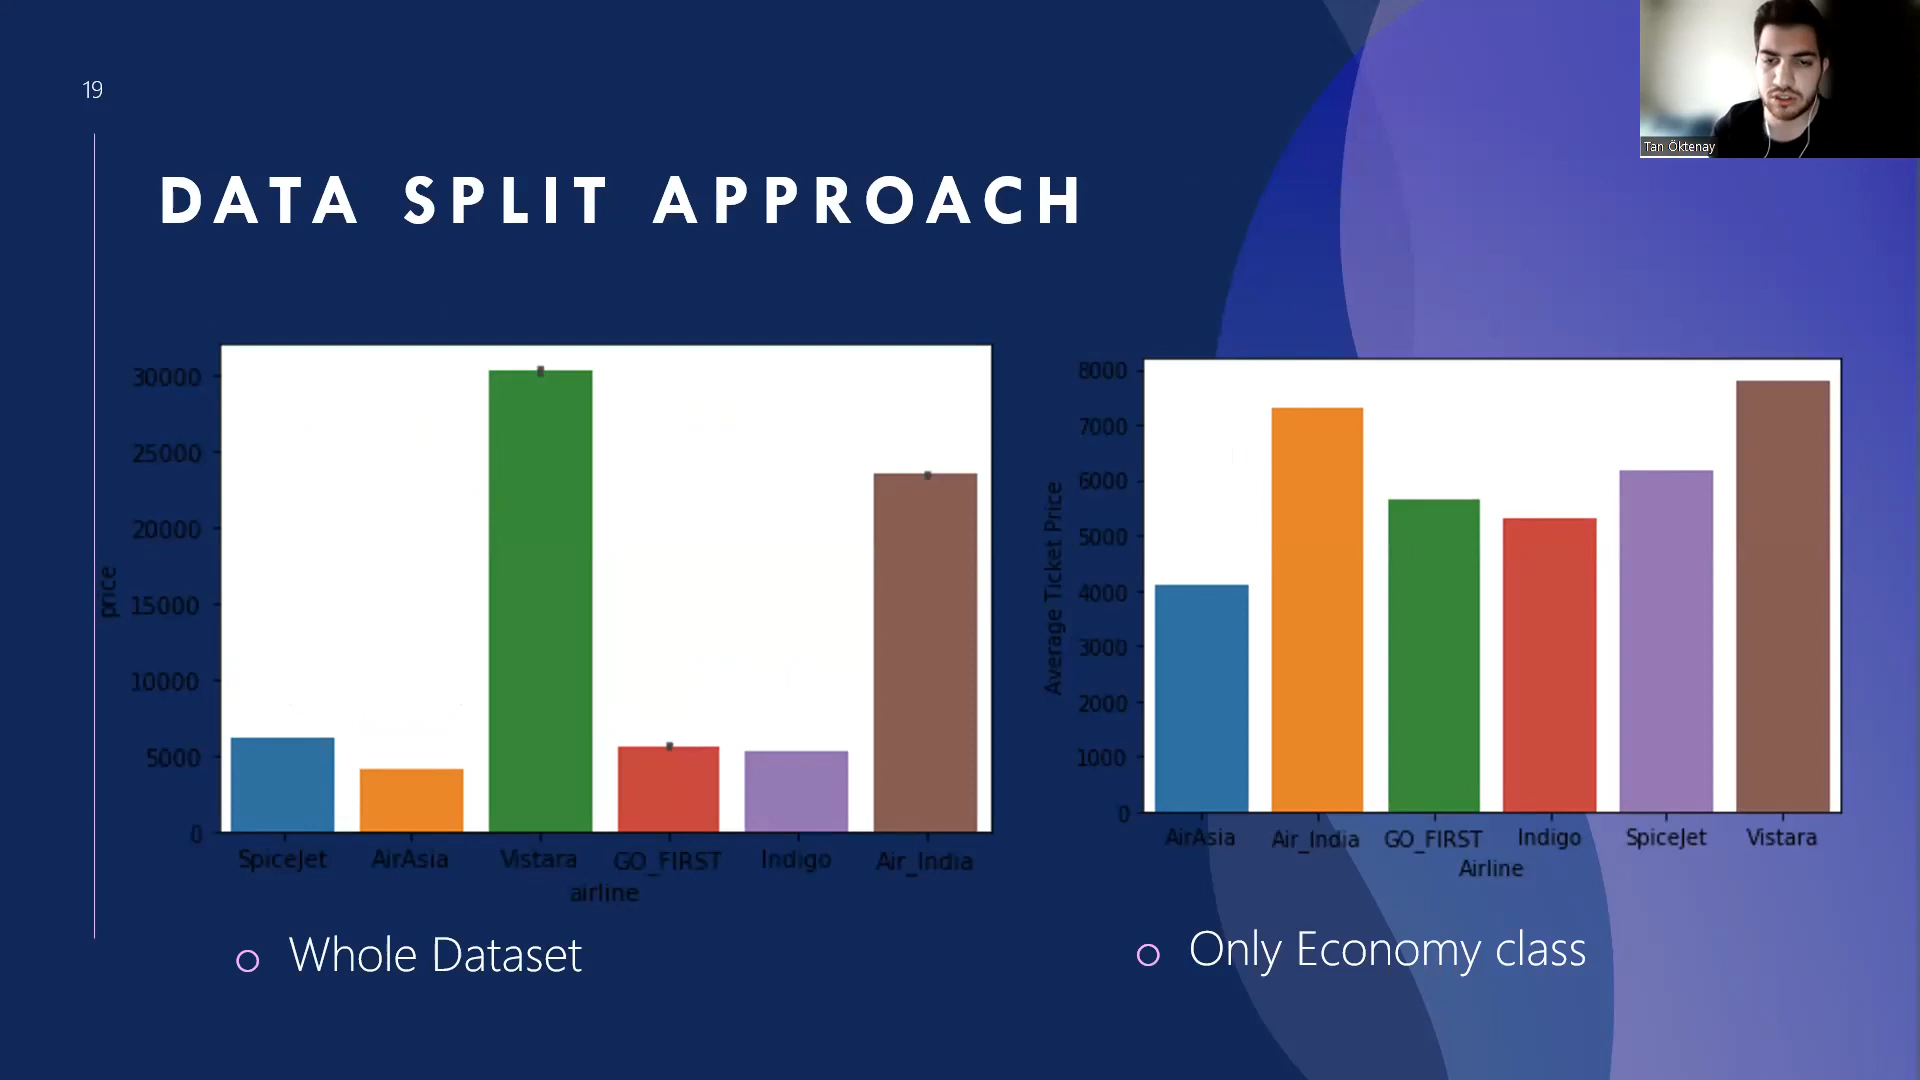 19
Tan Öktenay
DATA SPLIT APPROACH
30000
25000
20000
15000
10000
5000
0
price
SpiceJet AirAsia Vistara GO_FIRST Indigo Air_India
airline
Whole Dataset
8000
7000
6000
5000
4000
3000
2000
1000
0
Average Ticket Price
AirAsia Air_India GO_FIRST Indigo SpiceJet Vistara
Airline
Only Economy class